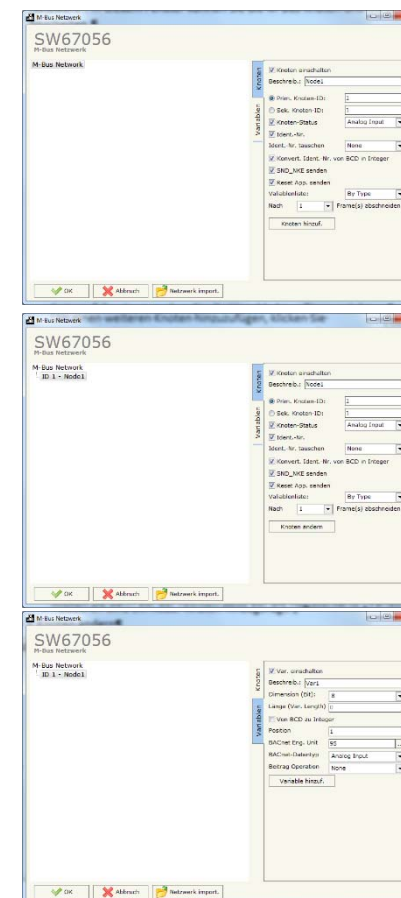 M-Bus Netzwerk
SW67056
M-Bus Netzwerk
M-Bus Network
Knoten
Variablen
Knoten einschalten
Beschreib.: Node1
Prim. Knoten-ID: 1
Sek. Knoten-ID: 1
Knoten-Status Analog Input
Ident.-Nr.
Ident. Nr. tauschen None
Konvert. Ident. Nr. von BCD in Integer
SND_NKE senden
Reset App. senden
Variablenliste: By Type
Nach 1 Frame(s) abschneiden
Knoten hinzuf.
OK Abbruch Netzwerk import.
M-Bus Netzwerk
weiteren Knoten hinzuzufügen, klicken Sie
SW67056
M-Bus Netzwerk
M-Bus Network
ID 1 - Node1
Knoten
Variablen
Knoten einschalten
Beschreib.: Node1
Prim. Knoten-ID: 1
Sek. Knoten-ID: 1
Knoten-Status Analog Input
Ident.-Nr.
Ident. Nr. tauschen None
Konvert. Ident. Nr. von BCD in Integer
SND_NKE senden
Reset App. senden
Variablenliste: By Type
Nach 1 Frame(s) abschneiden
Knoten ändern
OK Abbruch Netzwerk import.
M-Bus Netzwerk
SW67056
M-Bus Netzwerk
M-Bus Network
ID 1 - Node1
Knoten
Variablen
Var. einschalten
Beschreib.: Var1
Dimension (Bit): 8
Länge (Var. Length)
Von BCD zu Integer
Position 1
BACnet Eng. Unit 95 ...
BACnet-Datentyp Analog Input
Beitrag Operation None
Variable hinzuf.
OK Abbruch Netzwerk import.